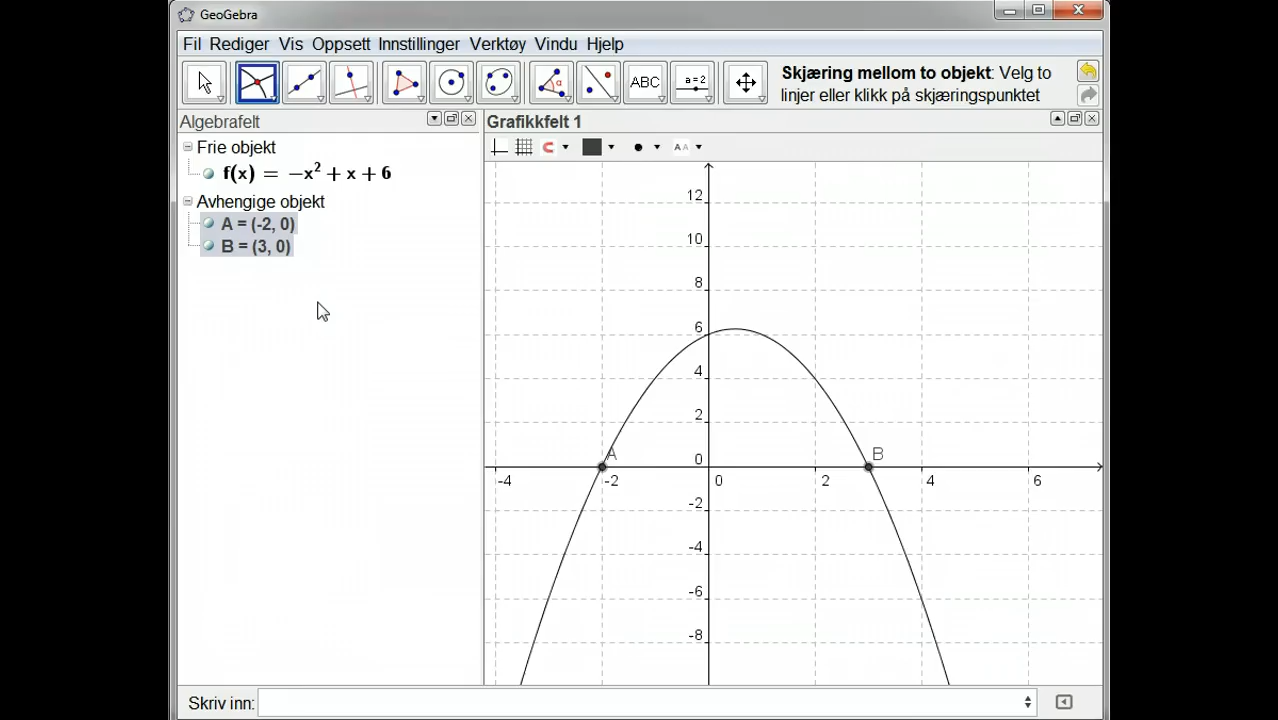 GeoGebra
Fil Rediger Vis Oppsett Innstillinger Verktøy Vindu Hjelp
ABC
a = 2
α
Skjæring mellom to objekt: Velg to
linjer eller klikk på skjæringspunktet
Algebrafelt
Grafikkfelt 1
A A
Frie objekt
f(x) = −x² + x + 6
Avhengige objekt
A = (-2, 0)
B = (3, 0)
12
10
8
6
4
2
0
-2
-4
-6
-8
A
B
-4 -2 0 2 4 6
Skriv inn: